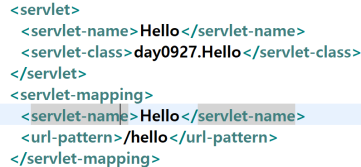 <servlet>
<servlet-name>Hello</servlet-name>
<servlet-class>day0927.Hello</servlet-class>
</servlet>
<servlet-mapping>
<servlet-name>Hello</servlet-name>
<url-pattern>/hello</url-pattern>
</servlet-mapping>